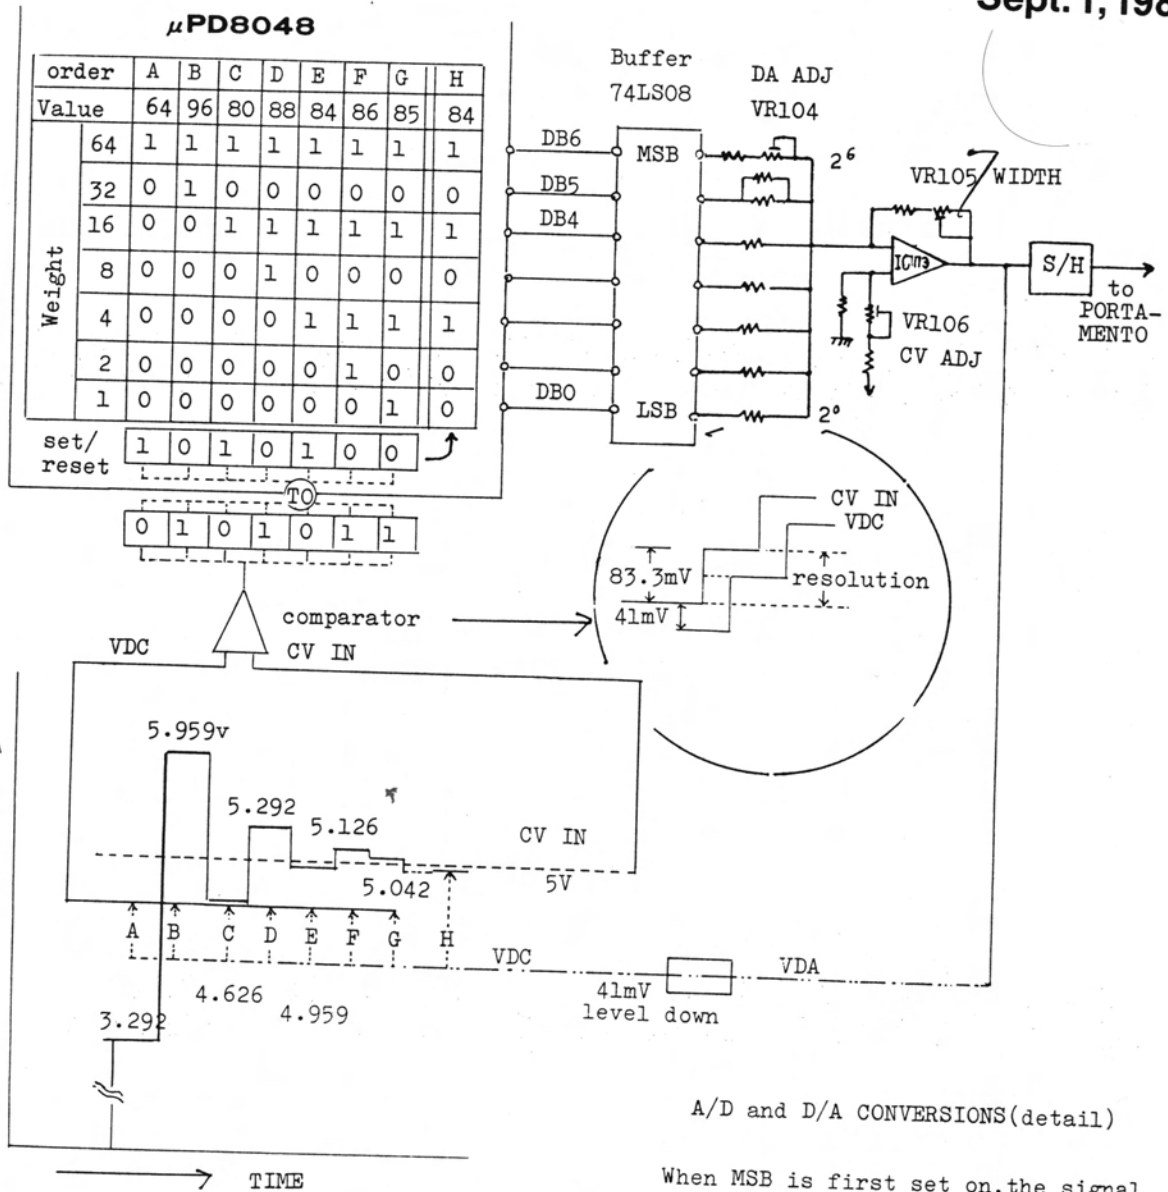 Sept. 1, 198
μPD8048
order A B C D E F G H
Value 64 96 80 88 84 86 85 84
Weight
64 1 1 1 1 1 1 1 1
32 0 1 0 0 0 0 0 0
16 0 0 1 1 1 1 1 1
8 0 0 0 1 0 0 0 0
4 0 0 0 0 1 1 1 1
2 0 0 0 0 0 1 0 0
1 0 0 0 0 0 0 1 0
set/
reset
1 0 1 0 1 0 0
TO
0 1 0 1 0 1 1
Buffer
74LS08
DB6
DB5
DB4
DB0
MSB
LSB
DA ADJ
VR104
2⁶
2⁰
VR105 WIDTH
S/H
to
PORTA-
MENTO
VR106
CV ADJ
CV IN
VDC
83.3mV
resolution
41mV
comparator
VDC
CV IN
5.959v
5.292
5.126
CV IN
5.042
5V
A B C D E F G H
VDC
VDA
41mV
level down
4.626
4.959
3.292
TIME
A/D and D/A CONVERSIONS(detail)
When MSB is first set on,the signal